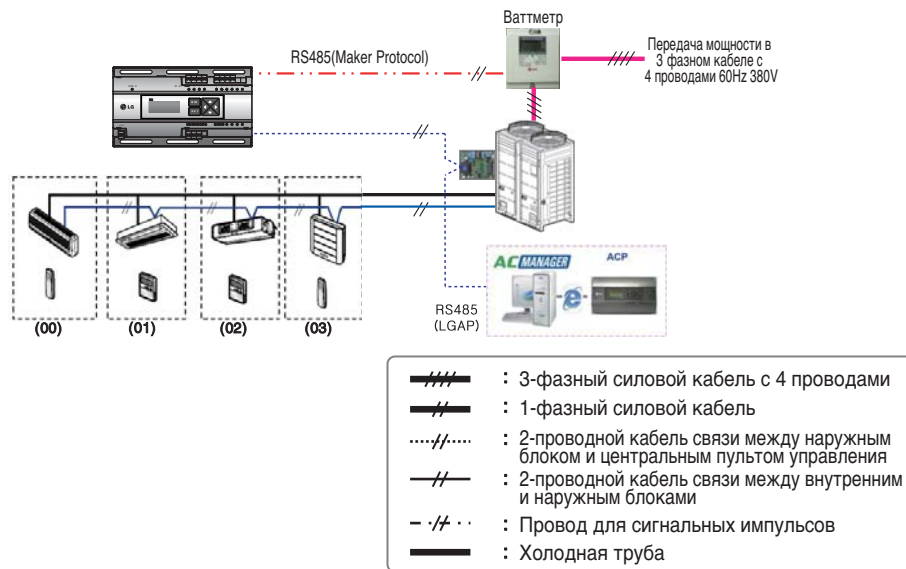 Ваттметр
RS485(Maker Protocol)
Передача мощности в
3 фазном кабеле с
4 проводами 60Hz 380V
LG
AC MANAGER
ACP
RS485
(LGAP)
(00)
(01)
(02)
(03)
: 3-фазный силовой кабель с 4 проводами
: 1-фазный силовой кабель
: 2-проводной кабель связи между наружным
блоком и центральным пультом управления
: 2-проводной кабель связи между внутренним
и наружным блоками
: Провод для сигнальных импульсов
: Холодная труба